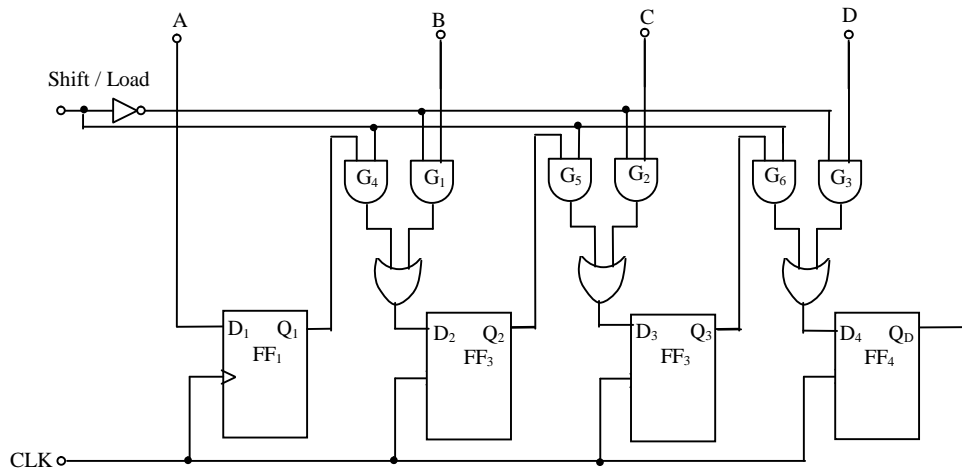 A B C D
Shift / Load
G₄ G₁ G₅ G₂ G₆ G₃
D₁ Q₁ D₂ Q₂ D₃ Q₃ D₄ Q_D
FF₁ FF₃ FF₃ FF₄
CLK